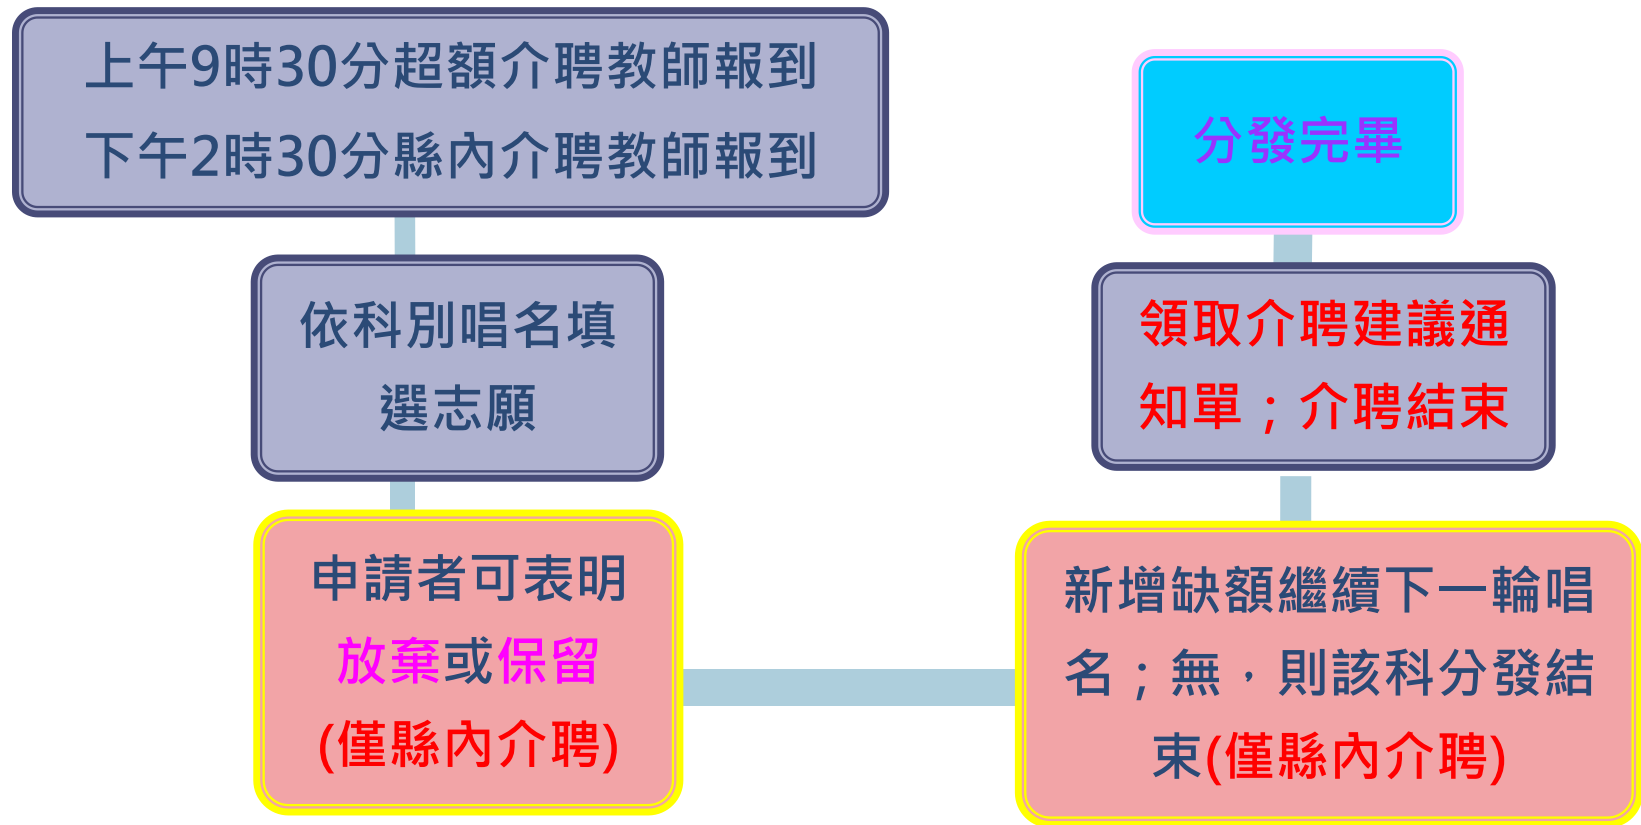 上午9時30分超額介聘教師報到
下午2時30分縣內介聘教師報到
依科別唱名填
選志願
申請者可表明
放棄或保留
(僅縣內介聘)
新增缺額繼續下一輪唱
名；無，則該科分發結
束(僅縣內介聘)
領取介聘建議通
知單；介聘結束
分發完畢